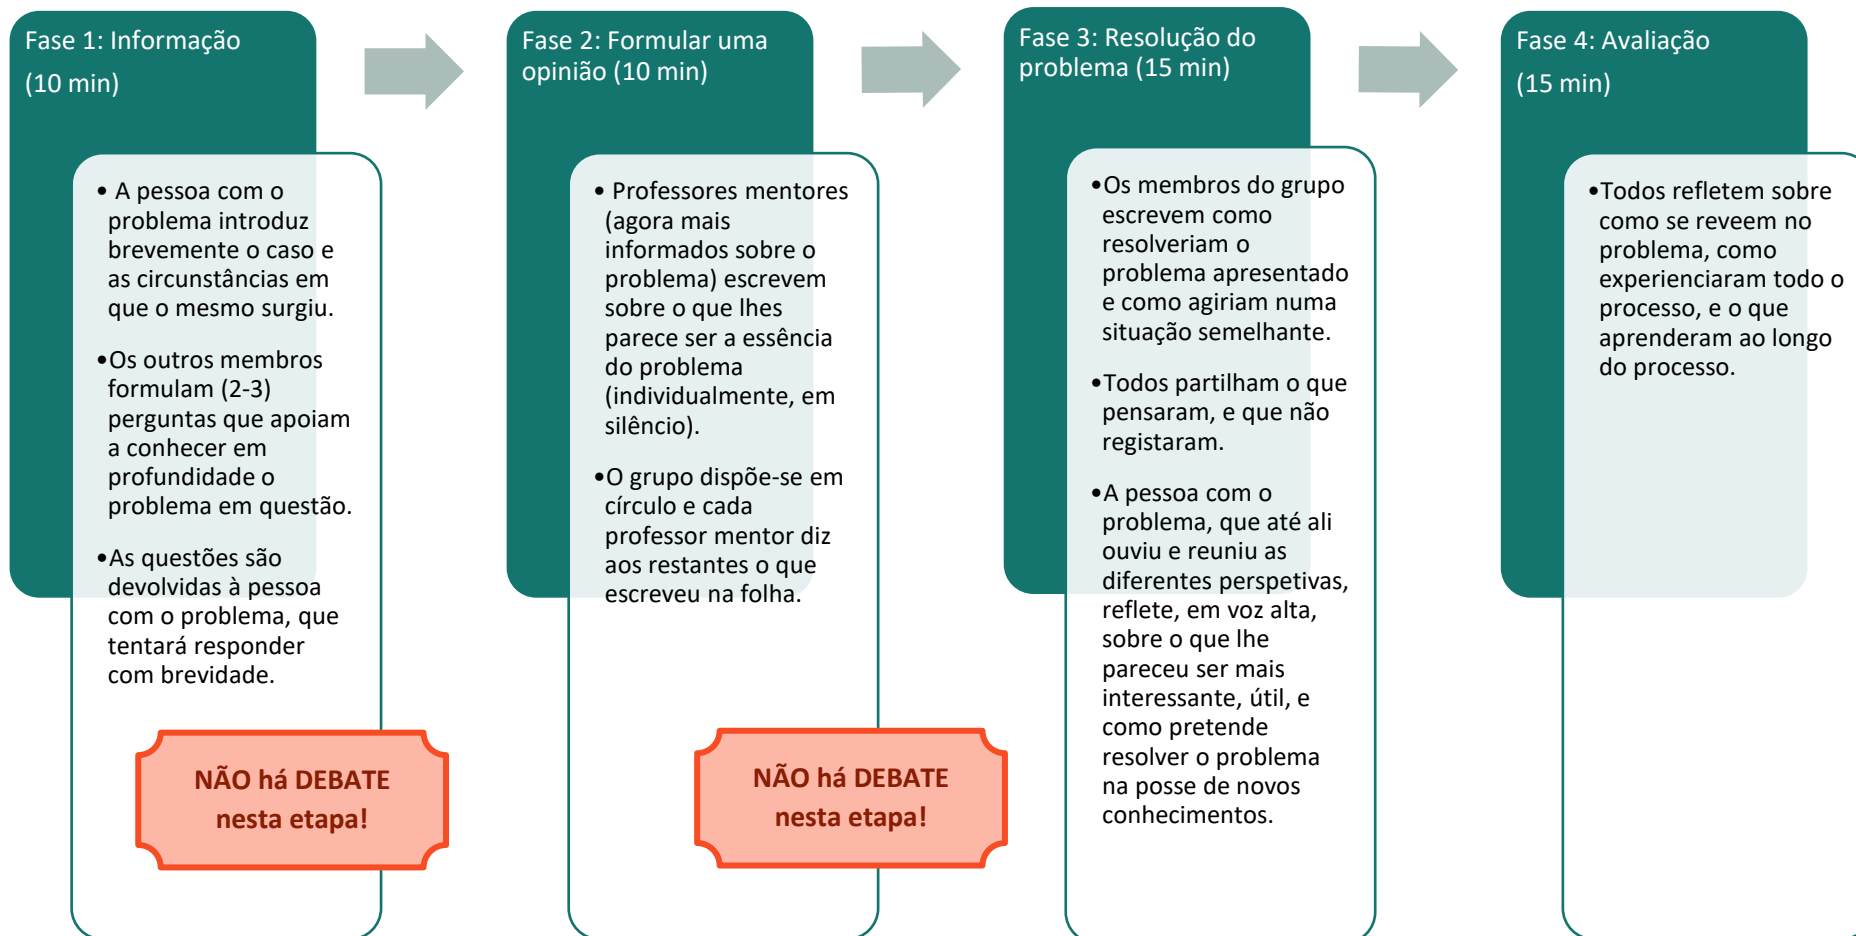 Fase 1: Informação
(10 min)
• A pessoa com o
problema introduz
brevemente o caso e
as circunstâncias em
que o mesmo surgiu.
•Os outros membros
formulam (2-3)
perguntas que apoiam
a conhecer em
profundidade o
problema em questão.
•As questões são
devolvidas à pessoa
com o problema, que
tentará responder
com brevidade.
NÃO há DEBATE
nesta etapa!
Fase 2: Formular uma
opinião (10 min)
• Professores mentores
(agora mais
informados sobre o
problema) escrevem
sobre o que lhes
parece ser a essência
do problema
(individualmente, em
silêncio).
•O grupo dispõe-se em
círculo e cada
professor mentor diz
aos restantes o que
escreveu na folha.
NÃO há DEBATE
nesta etapa!
Fase 3: Resolução do
problema (15 min)
•Os membros do grupo
escrevem como
resolveriam o
problema apresentado
e como agiriam numa
situação semelhante.
•Todos partilham o que
pensaram, e que não
registaram.
•A pessoa com o
problema, que até ali
ouviu e reuniu as
diferentes perspetivas,
reflete, em voz alta,
sobre o que lhe
pareceu ser mais
interessante, útil, e
como pretende
resolver o problema
na posse de novos
conhecimentos.
Fase 4: Avaliação
(15 min)
•Todos refletem sobre
como se reveem no
problema, como
experienciaram todo o
processo, e o que
aprenderam ao longo
do processo.